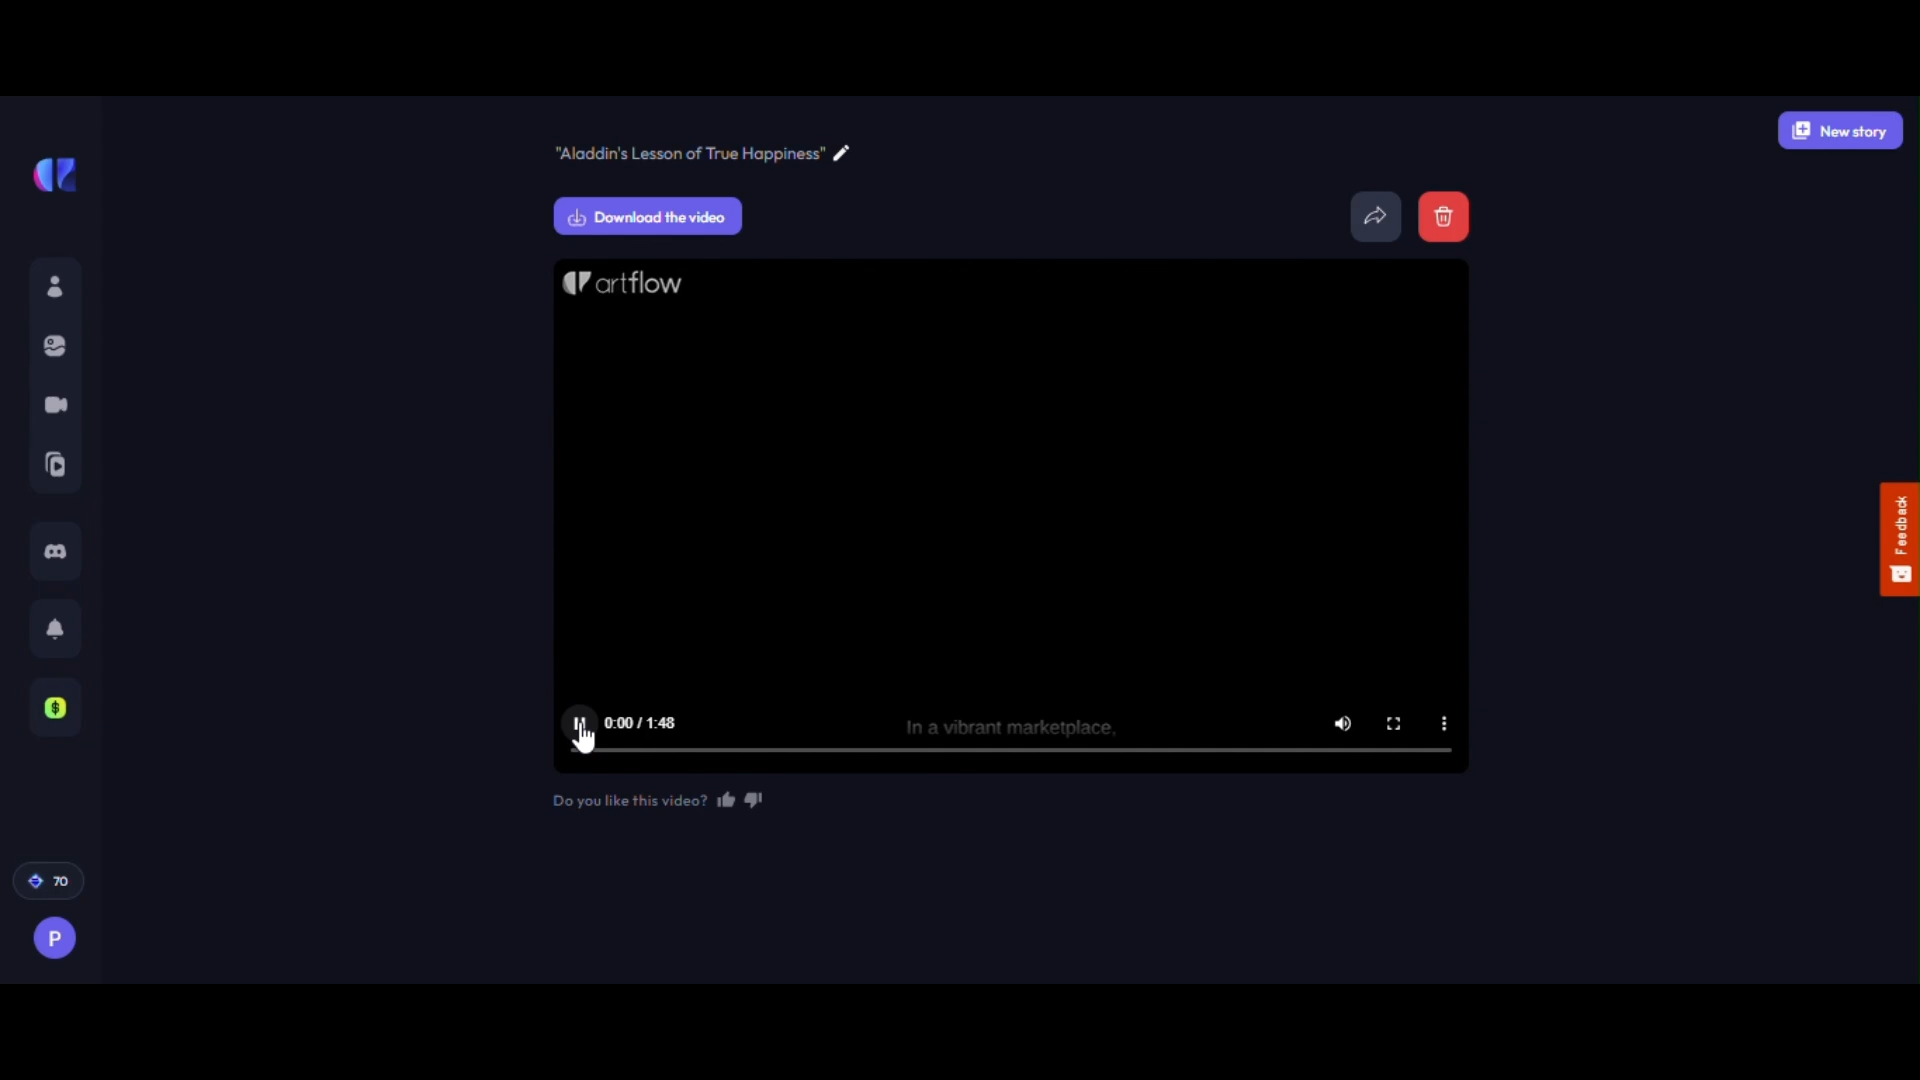 New story
"Aladdin's Lesson of True Happiness"
Download the video
artflow
Feedback
0:00 / 1:48
In a vibrant marketplace,
Do you like this video?
70
P